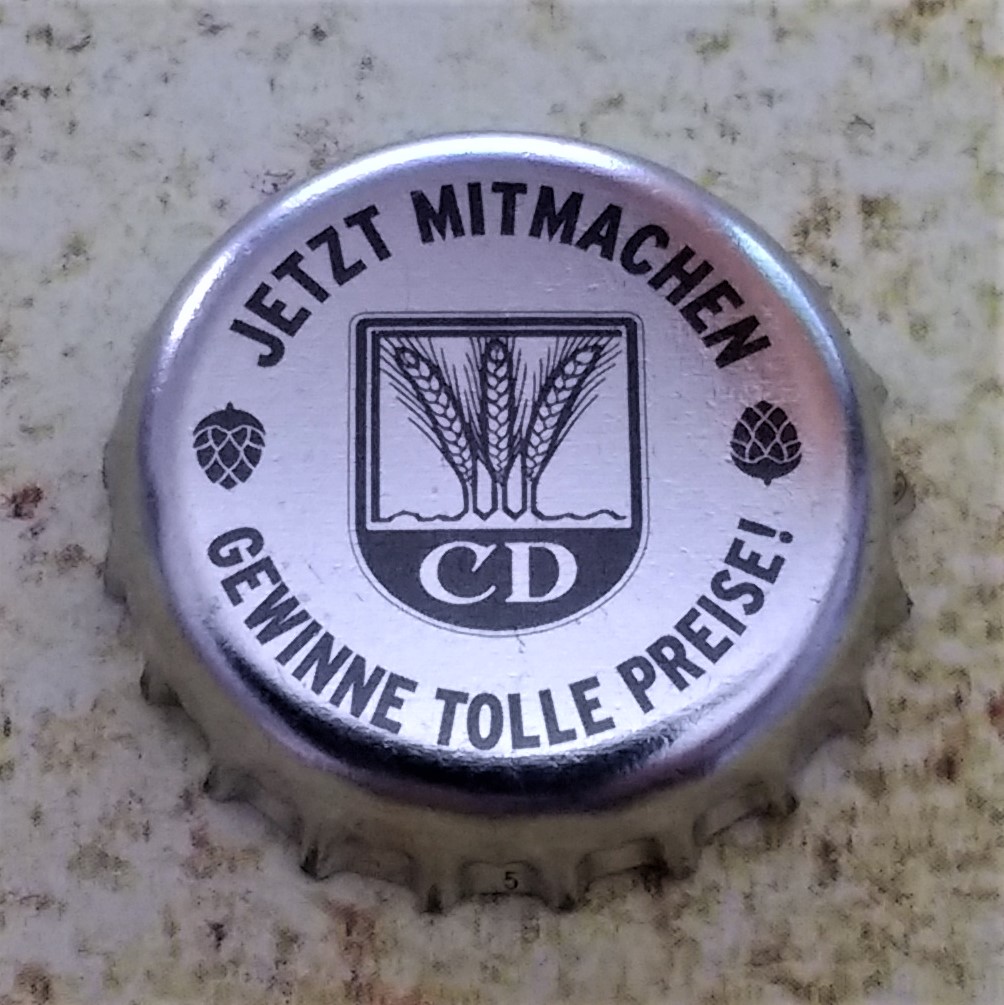 JETZT MITMACHEN
CD
GEWINNE TOLLE PREISE!
5